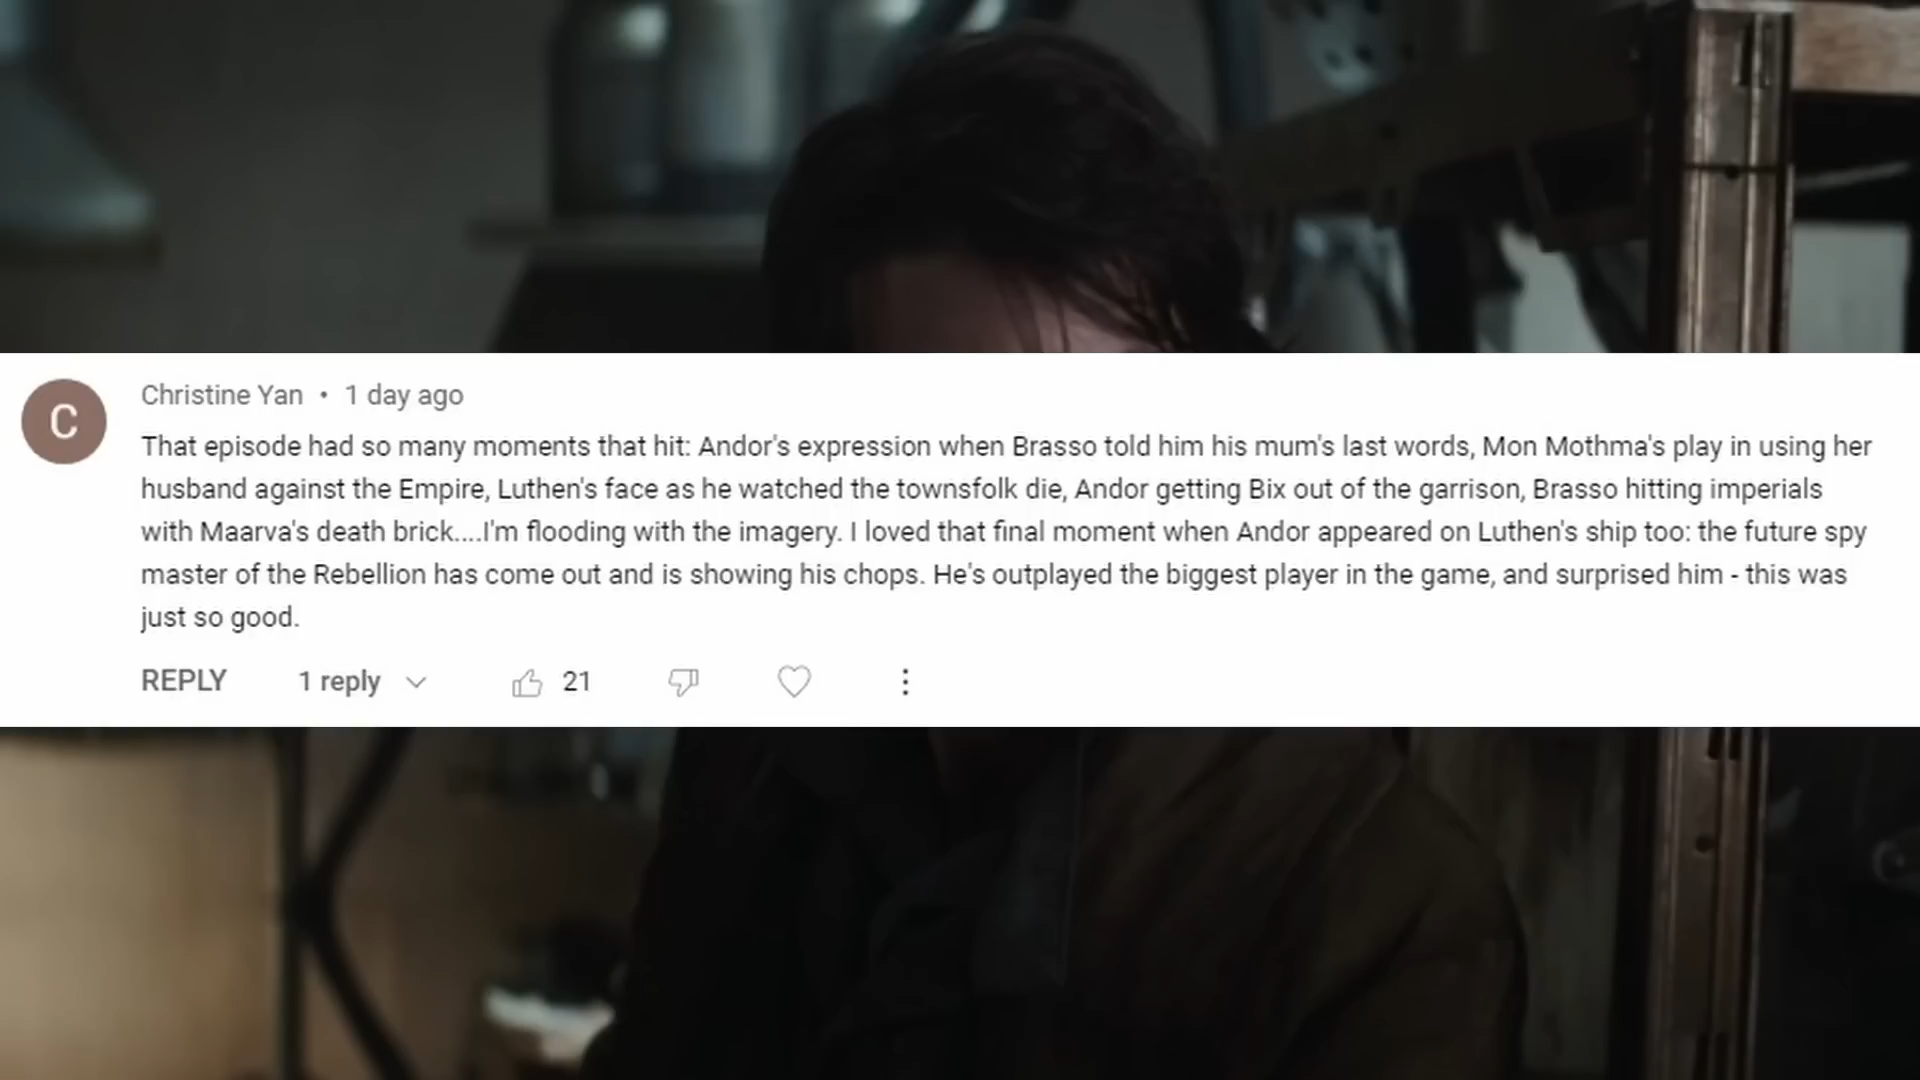 C
Christine Yan • 1 day ago
That episode had so many moments that hit: Andor's expression when Brasso told him his mum's last words, Mon Mothma's play in using her
husband against the Empire, Luthen's face as he watched the townsfolk die, Andor getting Bix out of the garrison, Brasso hitting imperials
with Maarva's death brick....I'm flooding with the imagery. I loved that final moment when Andor appeared on Luthen's ship too: the future spy
master of the Rebellion has come out and is showing his chops. He's outplayed the biggest player in the game, and surprised him - this was
just so good.
REPLY 1 reply 21